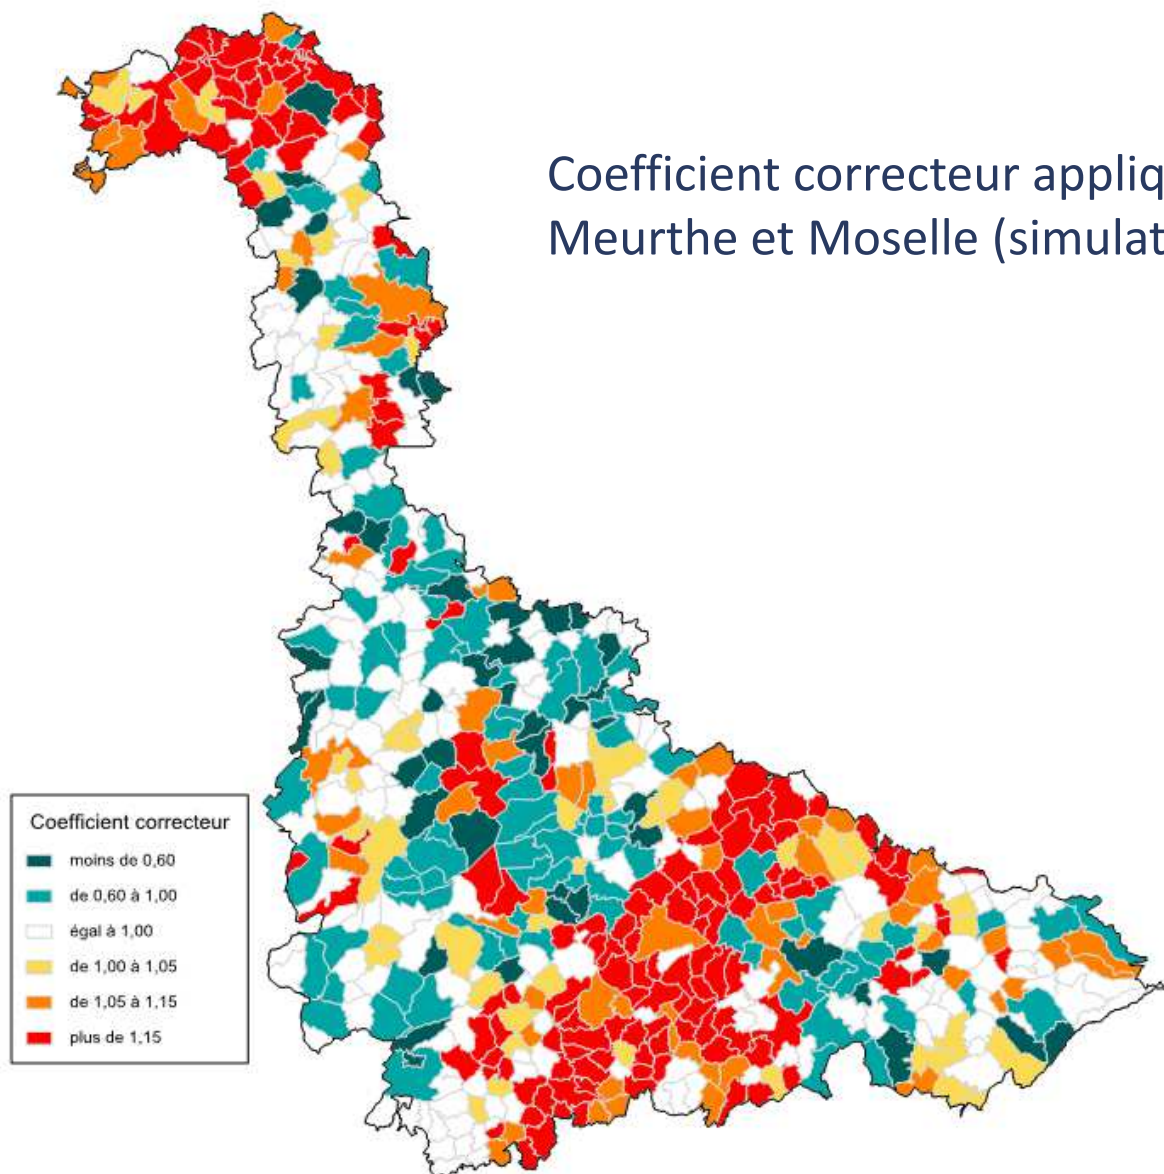 Coefficient correcteur appliq
Meurthe et Moselle (simulat
Coefficient correcteur
moins de 0,60
de 0,60 à 1,00
égal à 1,00
de 1,00 à 1,05
de 1,05 à 1,15
plus de 1,15